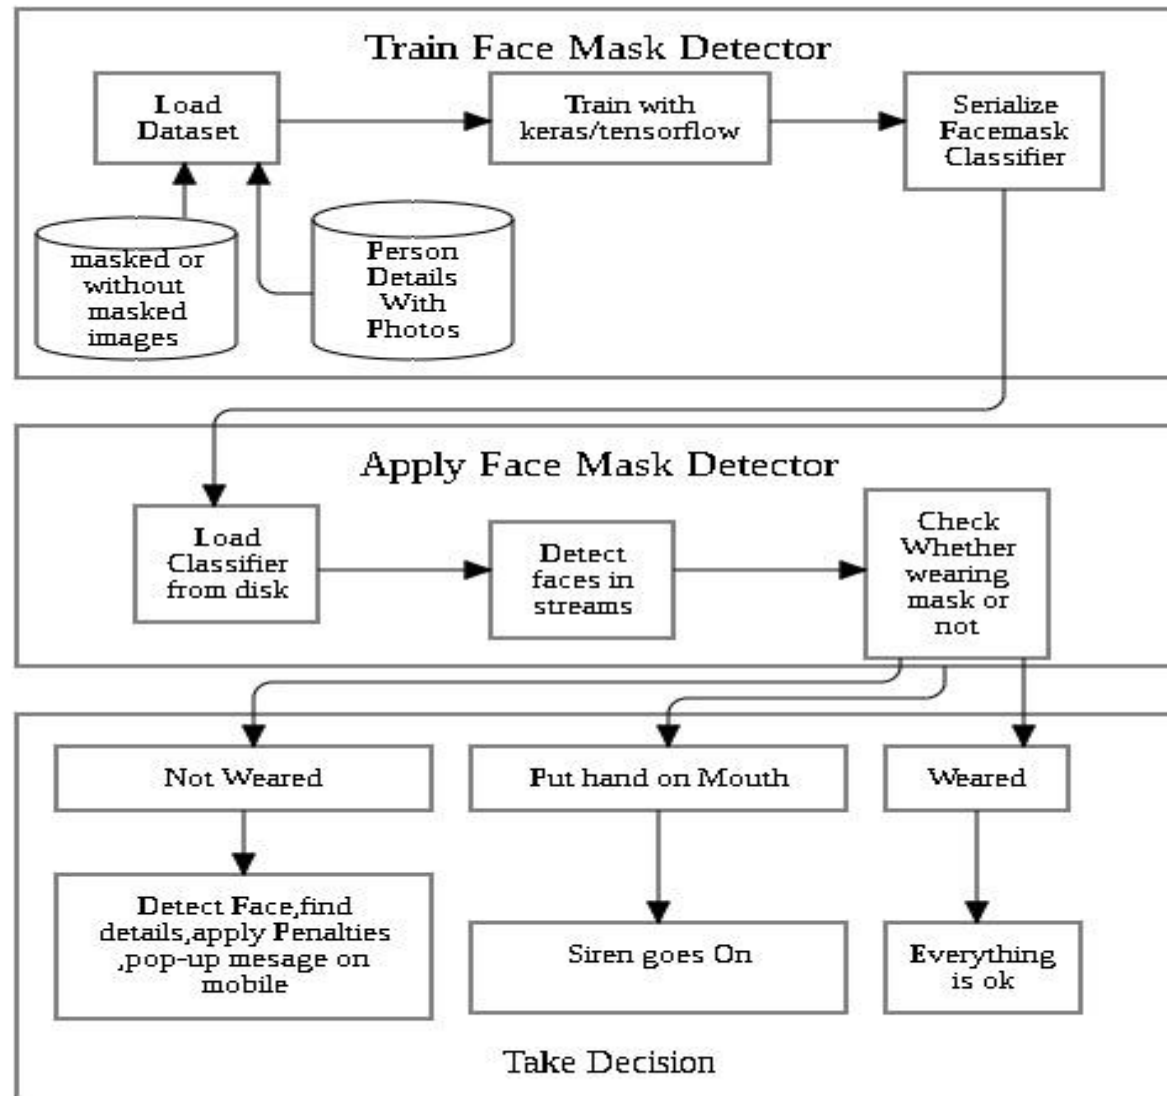 Train Face Mask Detector
Load
Dataset
Train with
keras/tensorflow
Serialize
Facemask
Classifier
masked or
without
masked
images
Person
Details
With
Photos
Apply Face Mask Detector
Load
Classifier
from disk
Detect
faces in
streams
Check
Whether
wearing
mask or
not
Not Weared
Put hand on Mouth
Weared
Detect Face,find
details,apply Penalties
,pop-up mesage on
mobile
Siren goes On
Everything
is ok
Take Decision